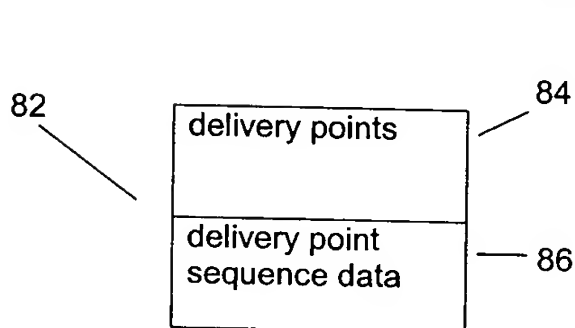 82
84
delivery points
delivery point
sequence data
86